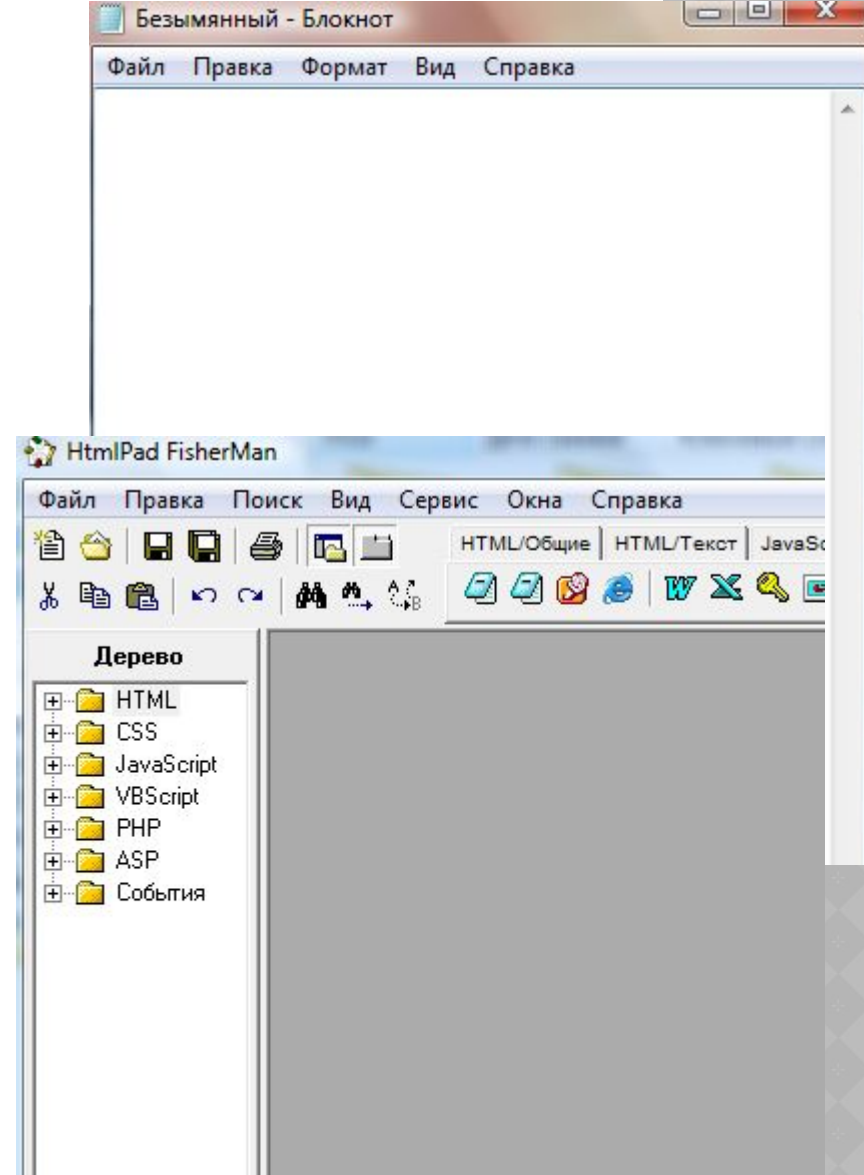 Безымянный - Блокнот
Файл Правка Формат Вид Справка
HtmlPad FisherMan
Файл Правка Поиск Вид Сервис Окна Справка
HTML/Общие HTML/Текст
Дерево
HTML
CSS
JavaScript
VBScript
PHP
ASP
События